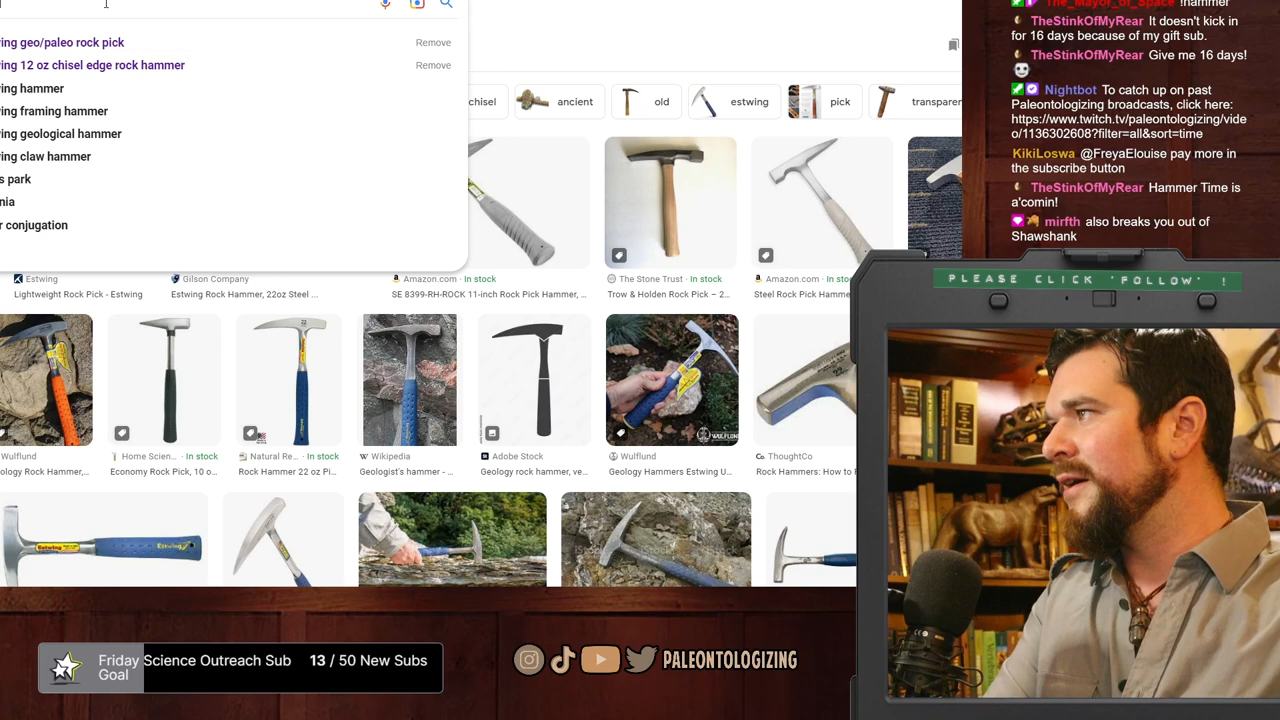 ing geo/paleo rock pick
Remove
ing 12 oz chisel edge rock hammer
Remove
ing hammer
ing framing hammer
ing geological hammer
ing claw hammer
s park
nia
r conjugation
chisel
ancient
old
estwing
pick
transparen
Estwing
Lightweight Rock Pick - Estwing
Gilson Company
Estwing Rock Hammer, 22oz Steel ...
Amazon.com · In stock
SE 8399-RH-ROCK 11-inch Rock Pick Hammer, ...
The Stone Trust · In stock
Trow & Holden Rock Pick – 2...
Amazon.com · In stock
Steel Rock Pick Hamme
Wulflund
ology Rock Hammer,...
Home Scien... · In stock
Economy Rock Pick, 10 o...
Natural Re... · In stock
Rock Hammer 22 oz Pi...
Wikipedia
Geologist's hammer - ...
Adobe Stock
Geology rock hammer, ve...
Wulflund
Geology Hammers Estwing U...
ThoughtCo
Rock Hammers: How to
Estwing
The_Mayor_of_Space !hammer
TheStinkOfMyRear It doesn't kick in
for 16 days because of my gift sub.
TheStinkOfMyRear Give me 16 days!
Nightbot To catch up on past
Paleontologizing broadcasts, click here:
https://www.twitch.tv/paleontologizing/vide
o/1136302608?filter=all&sort=time
KikiLoswa @FreyaElouise pay more in
the subscribe button
TheStinkOfMyRear Hammer Time is
a'comin!
mirfth also breaks you out of
Shawshank
PLEASE CLICK 'FOLLOW' !
Friday Science Outreach Sub
Goal
13 / 50 New Subs
PALEONTOLOGIZING